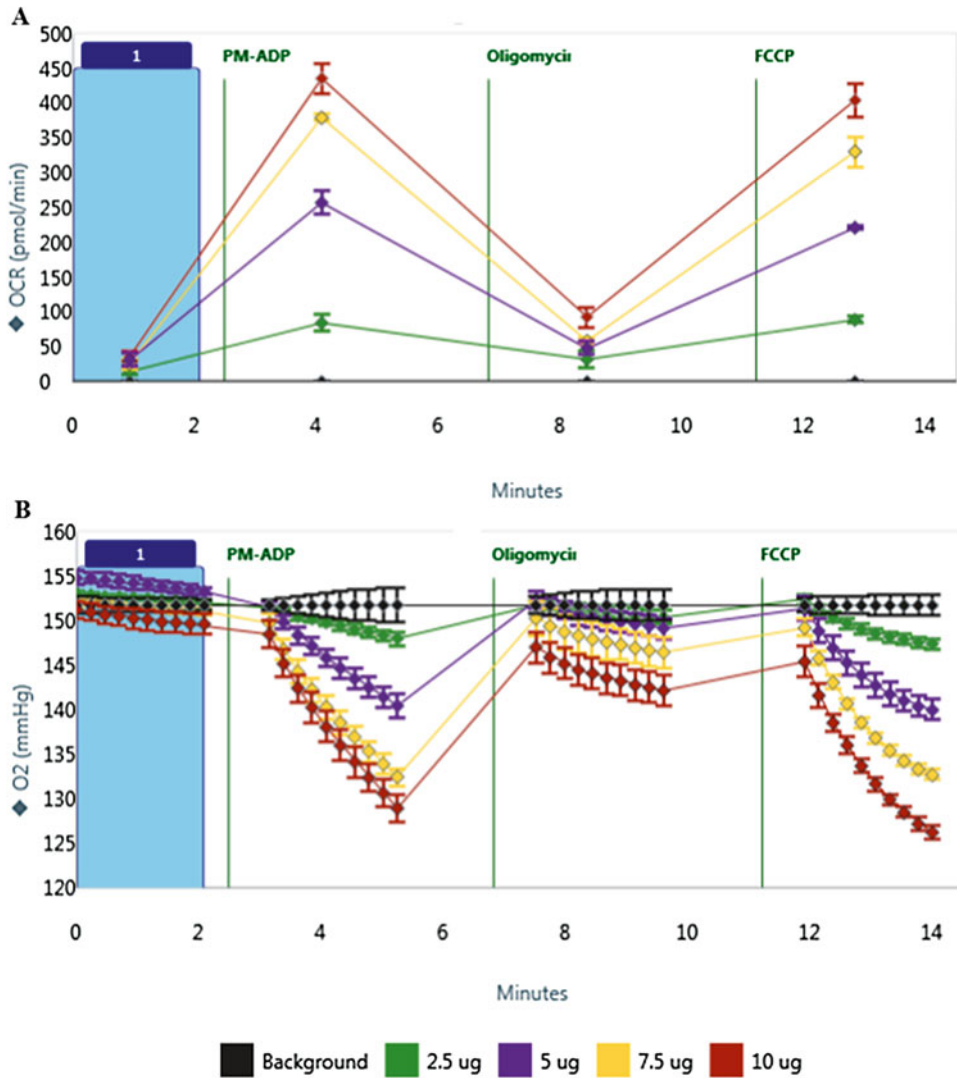 A
500
450
400
350
300
250
200
150
100
50
0
◆ OCR (pmol/min)
1
PM-ADP
Oligomycii
FCCP
0 2 4 6 8 10 12 14
Minutes
B
160
155
150
145
140
135
130
125
120
◆ O2 (mmHg)
1
PM-ADP
Oligomycii
FCCP
0 2 4 6 8 10 12 14
Minutes
Background 2.5 ug 5 ug 7.5 ug 10 ug